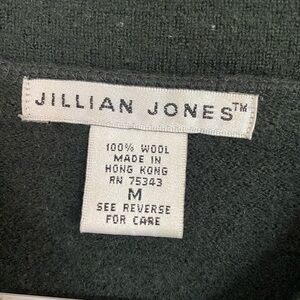 JILLIAN JONES™
100% WOOL
MADE IN
HONG KONG
RN 75343
M
SEE REVERSE
FOR CARE